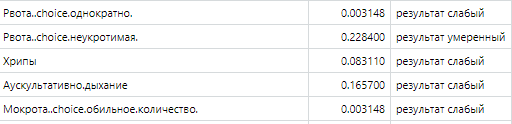 Рвота..choice.однократно. 0.003148 результат слабый
Рвота..choice.неукротимая. 0.228400 результат умеренный
Хрипы 0.083110 результат слабый
Аускультативно.дыхание 0.165700 результат слабый
Мокрота..choice.обильное.количество. 0.003148 результат слабый